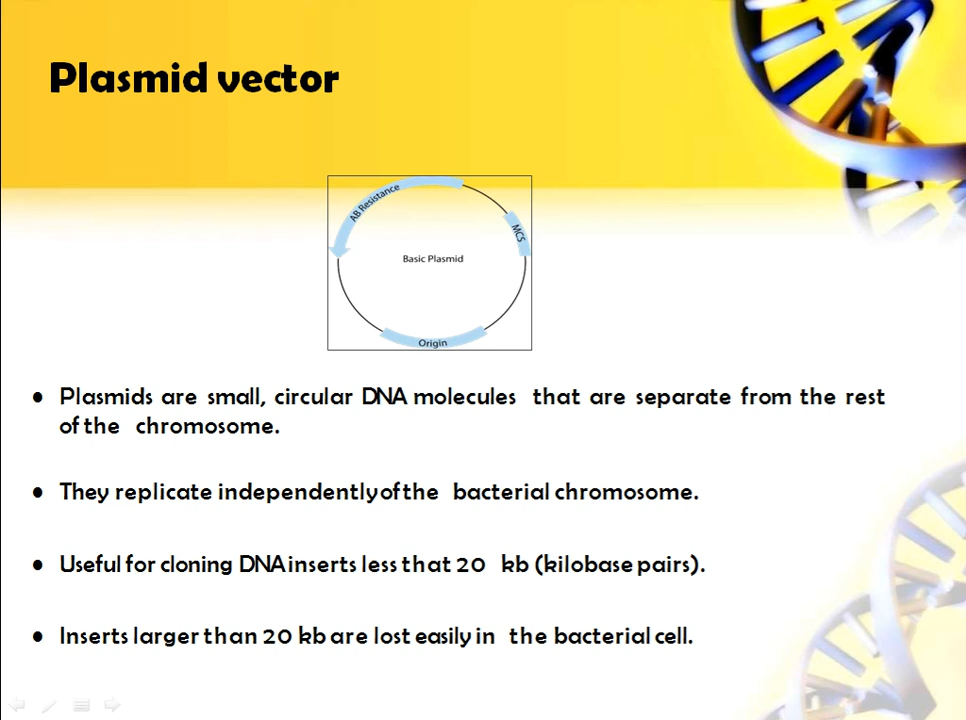 Plasmid vector
AB Resistance
MCS
Basic Plasmid
Origin
• Plasmids are small, circular DNA molecules that are separate from the rest
of the chromosome.
• They replicate independently of the bacterial chromosome.
• Useful for cloning DNA inserts less that 20 kb (kilobase pairs).
• Inserts larger than 20 kb are lost easily in the bacterial cell.